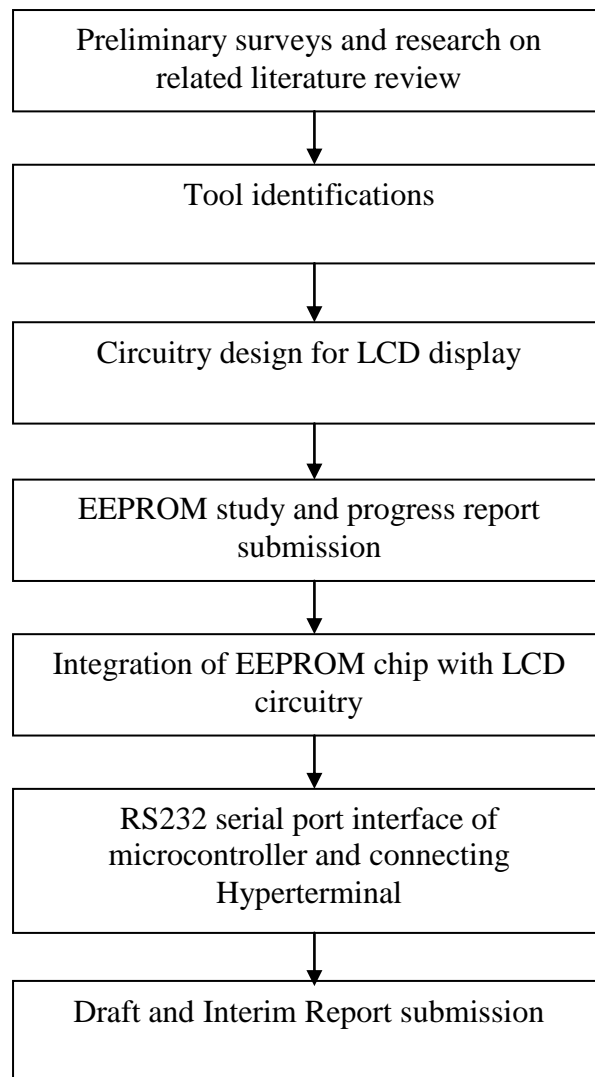 Preliminary surveys and research on
related literature review
Tool identifications
Circuitry design for LCD display
EEPROM study and progress report
submission
Integration of EEPROM chip with LCD
circuitry
RS232 serial port interface of
microcontroller and connecting
Hyperterminal
Draft and Interim Report submission